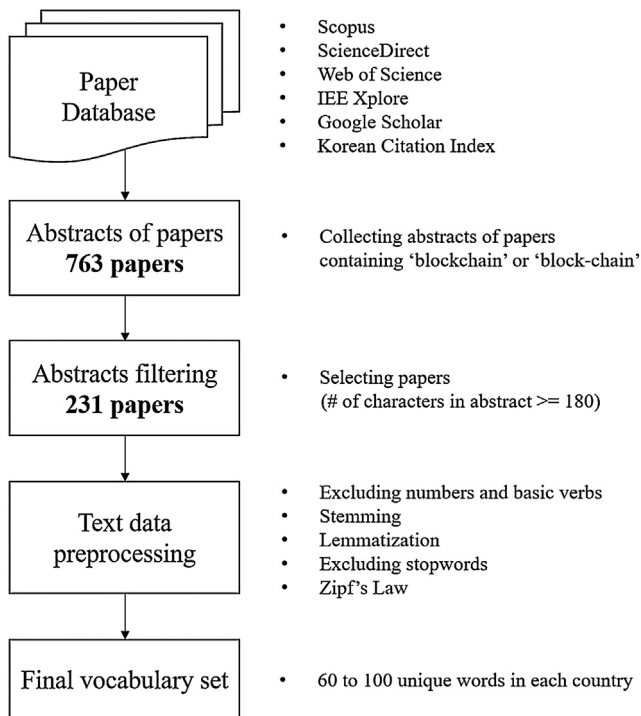 Paper
Database
• Scopus
• ScienceDirect
• Web of Science
• IEE Xplore
• Google Scholar
• Korean Citation Index
Abstracts of papers
763 papers
• Collecting abstracts of papers
containing ‘blockchain’ or ‘block-chain’
Abstracts filtering
231 papers
• Selecting papers
(# of characters in abstract >= 180)
Text data
preprocessing
• Excluding numbers and basic verbs
• Stemming
• Lemmatization
• Excluding stopwords
• Zipf’s Law
Final vocabulary set
• 60 to 100 unique words in each country